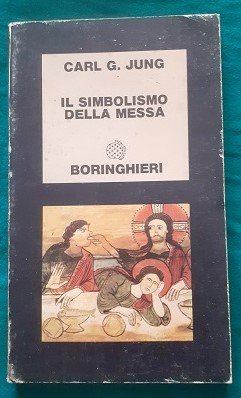 CARL G. JUNG
IL SIMBOLISMO
DELLA MESSA
BORINGHIERI